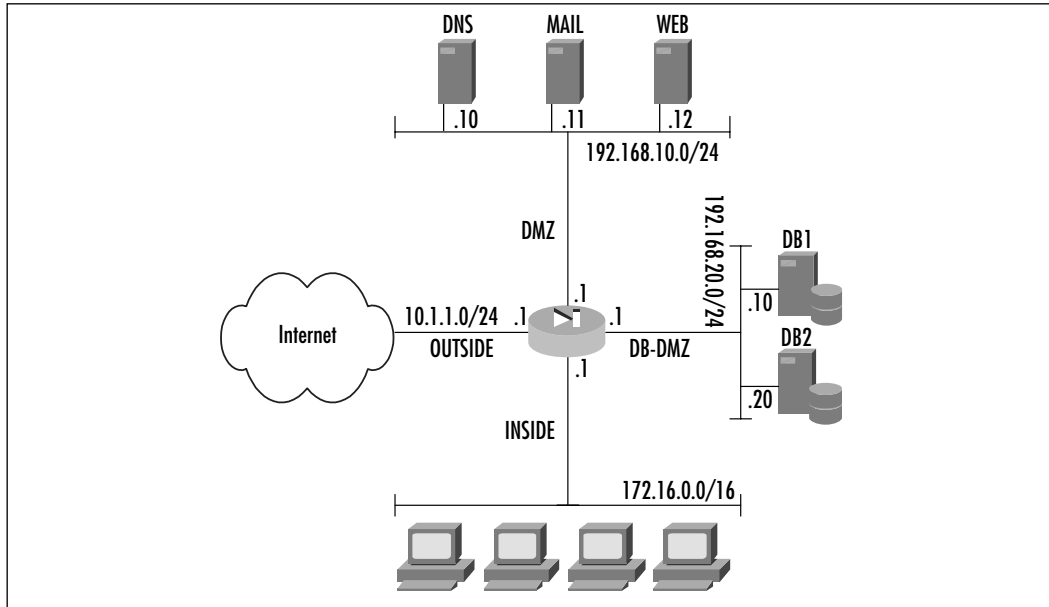 DNS MAIL WEB
.10 .11 .12
192.168.10.0/24
DMZ
192.168.20.0/24
DB1
.10
DB2
.20
Internet
10.1.1.0/24 .1 .1 .1
OUTSIDE DB-DMZ
.1
INSIDE
172.16.0.0/16